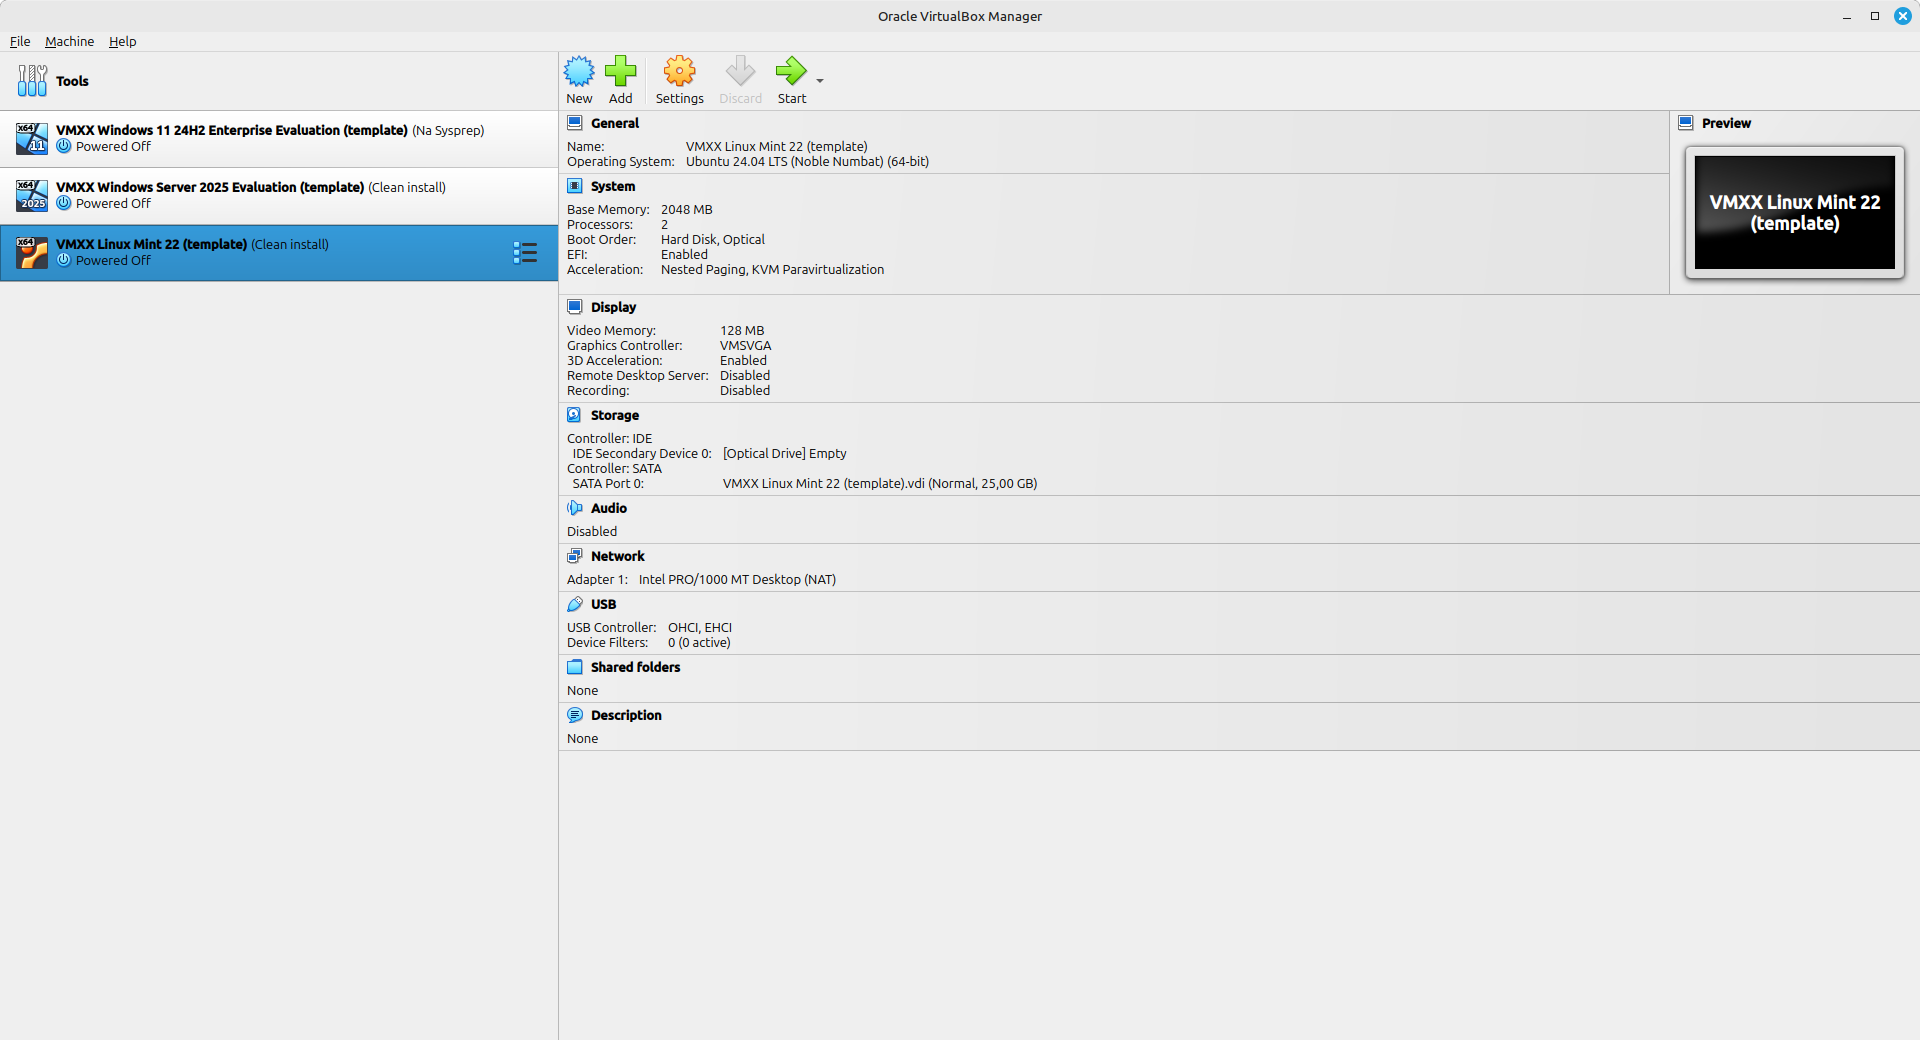 Oracle VirtualBox Manager
File Machine Help
Tools
New Add Settings Discard Start
VMXX Windows 11 24H2 Enterprise Evaluation (template) (Na Sysprep)
Powered Off
x64
11
VMXX Windows Server 2025 Evaluation (template) (Clean install)
Powered Off
x64
2025
VMXX Linux Mint 22 (template) (Clean install)
Powered Off
x64
General
Name: VMXX Linux Mint 22 (template)
Operating System: Ubuntu 24.04 LTS (Noble Numbat) (64-bit)
System
Base Memory: 2048 MB
Processors: 2
Boot Order: Hard Disk, Optical
EFI: Enabled
Acceleration: Nested Paging, KVM Paravirtualization
Preview
VMXX Linux Mint 22
(template)
Display
Video Memory: 128 MB
Graphics Controller: VMSVGA
3D Acceleration: Enabled
Remote Desktop Server: Disabled
Recording: Disabled
Storage
Controller: IDE
IDE Secondary Device 0: [Optical Drive] Empty
Controller: SATA
SATA Port 0: VMXX Linux Mint 22 (template).vdi (Normal, 25,00 GB)
Audio
Disabled
Network
Adapter 1: Intel PRO/1000 MT Desktop (NAT)
USB
USB Controller: OHCI, EHCI
Device Filters: 0 (0 active)
Shared folders
None
Description
None